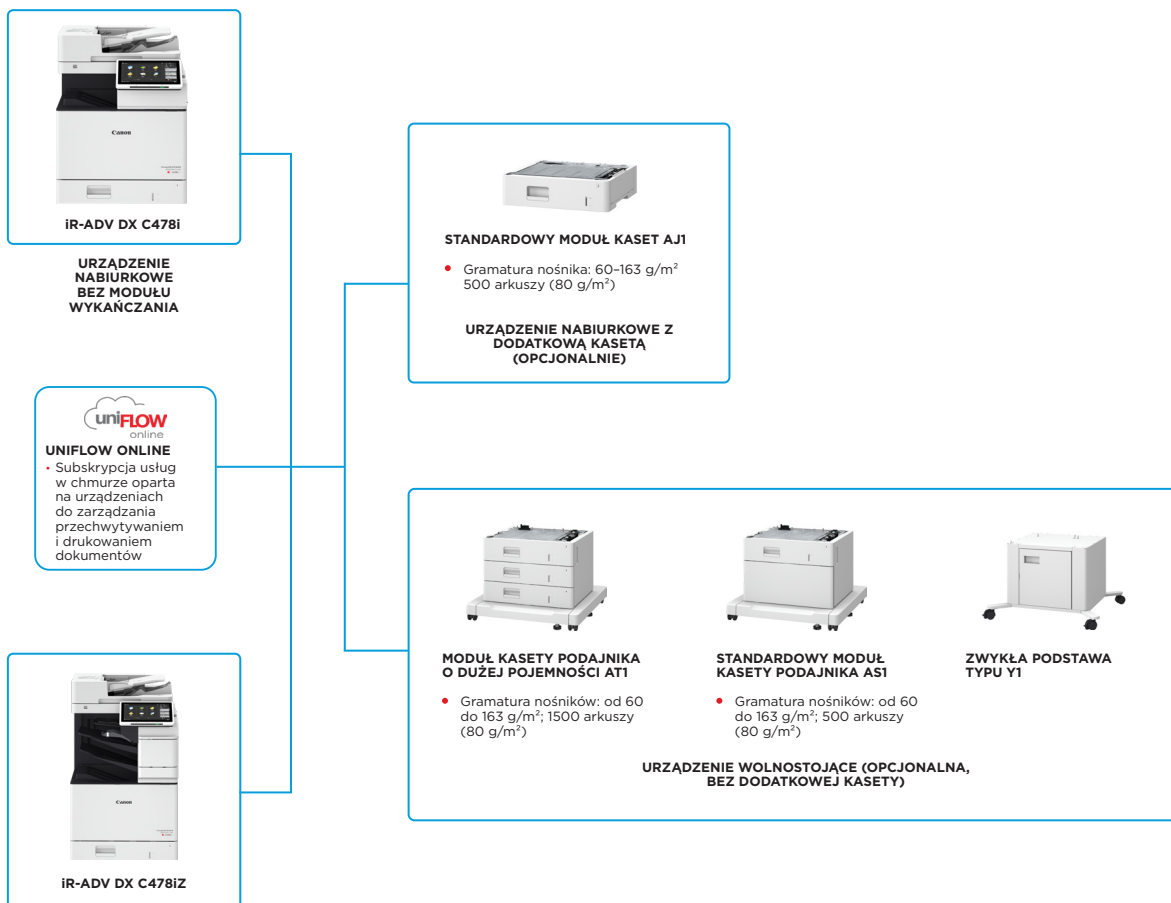 Canon
iR-ADV DX C478i
URZĄDZENIE
NABIURKOWE
BEZ MODUŁU
WYKAŃCZANIA
STANDARDOWY MODUŁ KASET AJ1
• Gramatura nośnika: 60–163 g/m²
500 arkuszy (80 g/m²)
URZĄDZENIE NABIURKOWE Z
DODATKOWĄ KASETĄ
(OPCJONALNIE)
uniFLOW
online
UNIFLOW ONLINE
• Subskrypcja usług
w chmurze oparta
na urządzeniach
do zarządzania
przechwytywaniem
i drukowaniem
dokumentów
MODUŁ KASETY PODAJNIKA
O DUŻEJ POJEMNOŚCI AT1
• Gramatura nośników: od 60
do 163 g/m²; 1500 arkuszy
(80 g/m²)
STANDARDOWY MODUŁ
KASETY PODAJNIKA AS1
• Gramatura nośników: od 60
do 163 g/m²; 500 arkuszy
(80 g/m²)
ZWYKŁA PODSTAWA
TYPU Y1
URZĄDZENIE WOLNOSTOJĄCE (OPCJONALNA,
BEZ DODATKOWEJ KASETY)
Canon
iR-ADV DX C478iZ